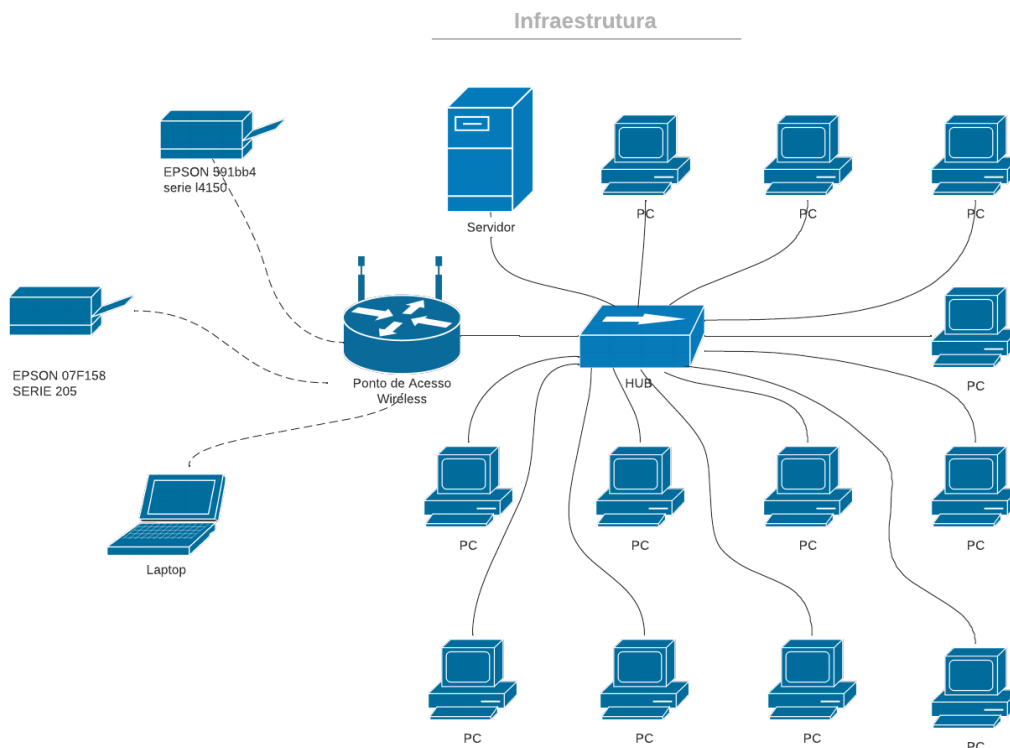 Infraestrutura
EPSON 591bb4
serie l4150
Servidor
PC
PC
PC
EPSON 07F158
SERIE 205
Ponto de Acesso
Wireless
HUB
PC
PC
PC
PC
PC
Laptop
PC
PC
PC
PC